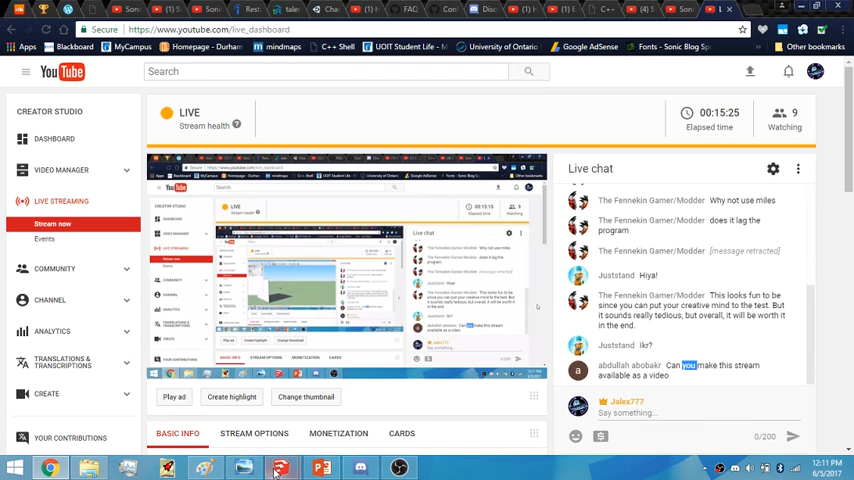 Secure
https://www.youtube.com/live_dashboard
Apps Blackboard MyCampus Homepage - Durham mindmaps C++ Shell UOIT Student Life University of Ontario Google AdSense Fonts - Sonic Blog Sp Other bookmarks
YouTube
Search
CREATOR STUDIO
DASHBOARD
VIDEO MANAGER
LIVE STREAMING
Stream now
Events
COMMUNITY
CHANNEL
ANALYTICS
TRANSLATIONS &
TRANSCRIPTIONS
CREATE
YOUR CONTRIBUTIONS
LIVE
Stream health ?
00:15:25
Elapsed time
9
Watching
Play ad Create highlight Change thumbnail
BASIC INFO STREAM OPTIONS MONETIZATION CARDS
Live chat
The Fennekin Gamer/Modder Why not use miles
The Fennekin Gamer/Modder does it lag the
program
The Fennekin Gamer/Modder [message retracted]
Juststand Hiya!
The Fennekin Gamer/Modder This looks fun to be
since you can put your creative mind to the test. But
it sounds really tedious, but overall, it will be worth it
in the end.
Juststand Ikr?
abdullah abobakr Can you make this stream
available as a video
Jalex777
Say something...
0/200
12:11 PM
6/5/2017